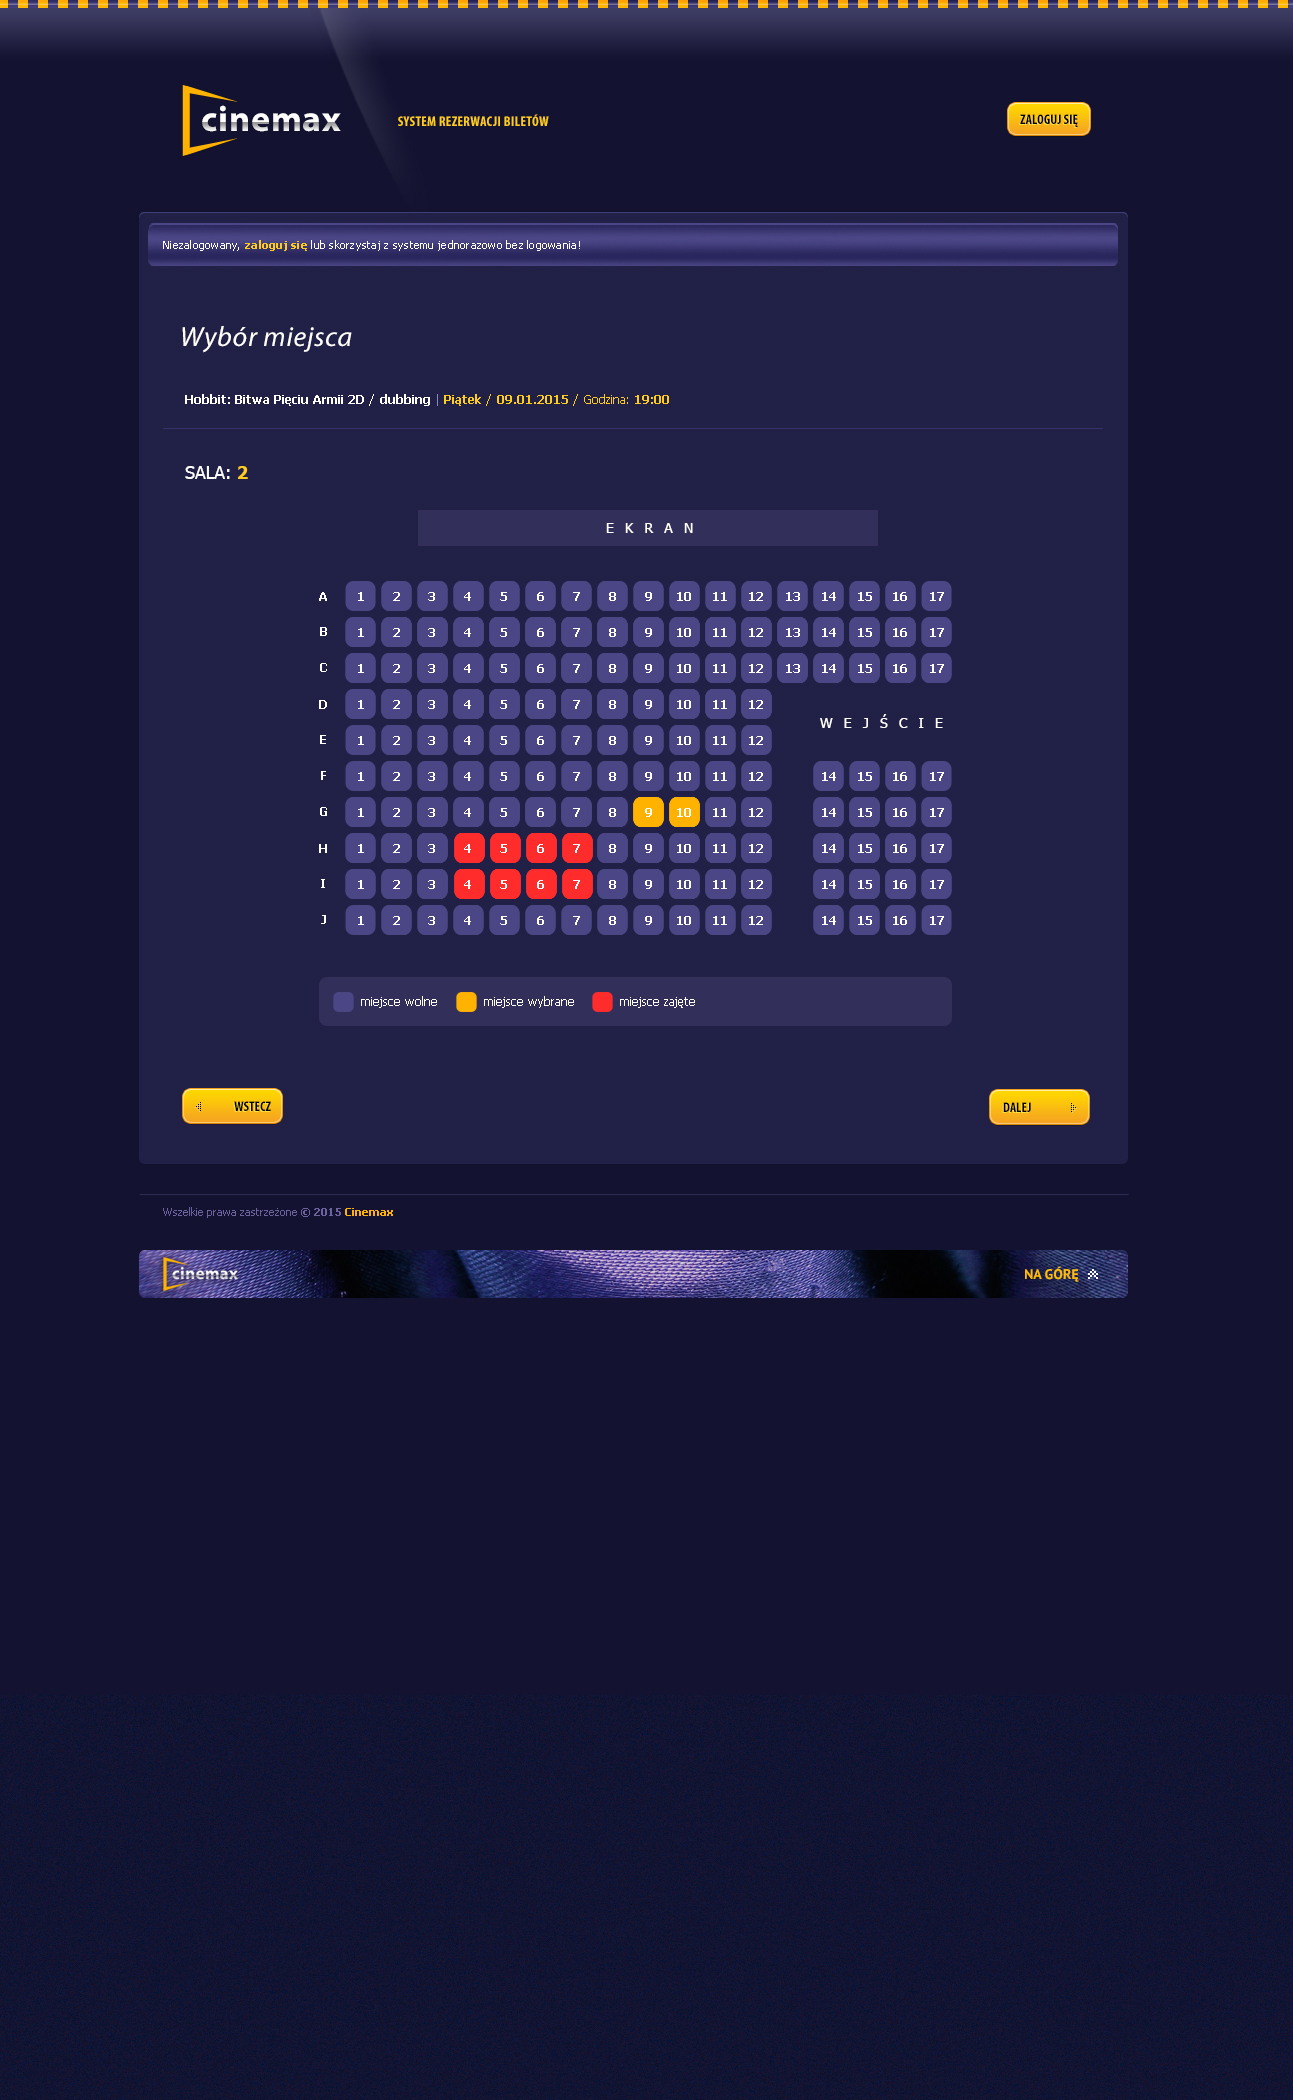 cinemax
SYSTEM REZERWACJI BILETÓW
ZALOGUJ SIĘ
Niezalogowany, zaloguj się lub skorzystaj z systemu jednorazowo bez logowania!
Wybór miejsca
Hobbit: Bitwa Pięciu Armii 2D / dubbing | Piątek / 09.01.2015 / Godzina: 19:00
SALA: 2
E K R A N
A 1 2 3 4 5 6 7 8 9 10 11 12 13 14 15 16 17
B 1 2 3 4 5 6 7 8 9 10 11 12 13 14 15 16 17
C 1 2 3 4 5 6 7 8 9 10 11 12 13 14 15 16 17
D 1 2 3 4 5 6 7 8 9 10 11 12
W E J Ś C I E
E 1 2 3 4 5 6 7 8 9 10 11 12
F 1 2 3 4 5 6 7 8 9 10 11 12 14 15 16 17
G 1 2 3 4 5 6 7 8 9 10 11 12 14 15 16 17
H 1 2 3 4 5 6 7 8 9 10 11 12 14 15 16 17
I 1 2 3 4 5 6 7 8 9 10 11 12 14 15 16 17
J 1 2 3 4 5 6 7 8 9 10 11 12 14 15 16 17
miejsce wolne miejsce wybrane miejsce zajęte
WSTECZ
DALEJ
Wszelkie prawa zastrzeżone © 2015 Cinemax
cinemax
NA GÓRĘ